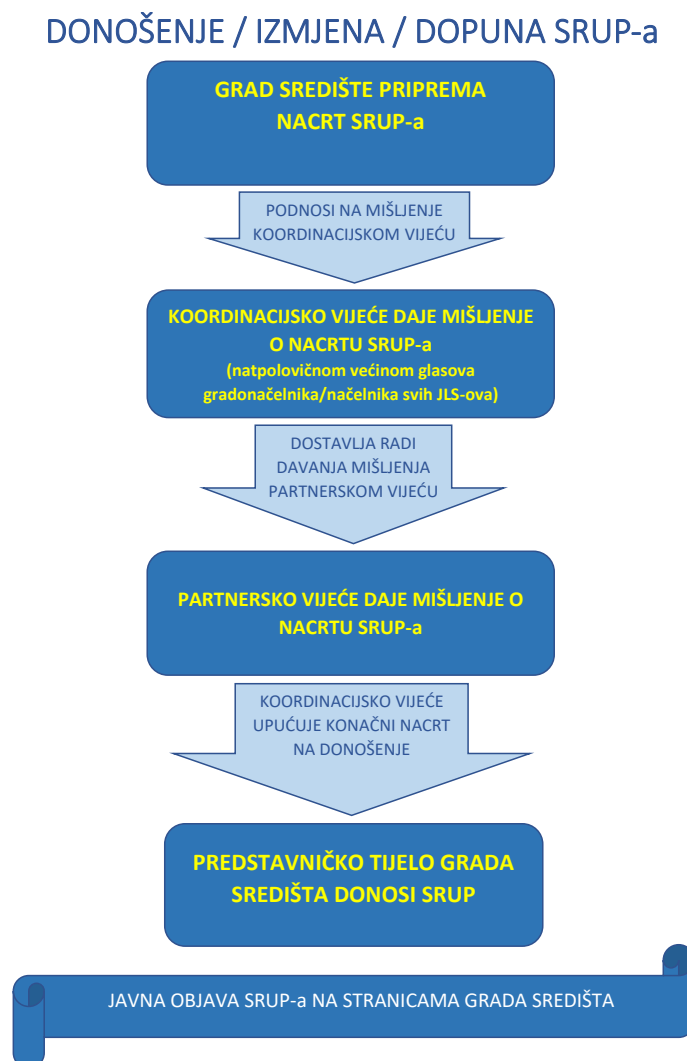 DONOŠENJE / IZMJENA / DOPUNA SRUP-a
GRAD SREDIŠTE PRIPREMA
NACRT SRUP-a
PODNOSI NA MIŠLJENJE
KOORDINACIJSKOM VIJEĆU
KOORDINACIJSKO VIJEĆE DAJE MIŠLJENJE
O NACRTU SRUP-a
(natpolovičnom većinom glasova
gradonačelnika/načelnika svih JLS-ova)
DOSTAVLJA RADI
DAVANJA MIŠLJENJA
PARTNERSKOM VIJEĆU
PARTNERSKO VIJEĆE DAJE MIŠLJENJE O
NACRTU SRUP-a
KOORDINACIJSKO VIJEĆE
UPUĆUJE KONAČNI NACRT
NA DONOŠENJE
PREDSTAVNIČKO TIJELO GRADA
SREDIŠTA DONOSI SRUP
JAVNA OBJAVA SRUP-a NA STRANICAMA GRADA SREDIŠTA